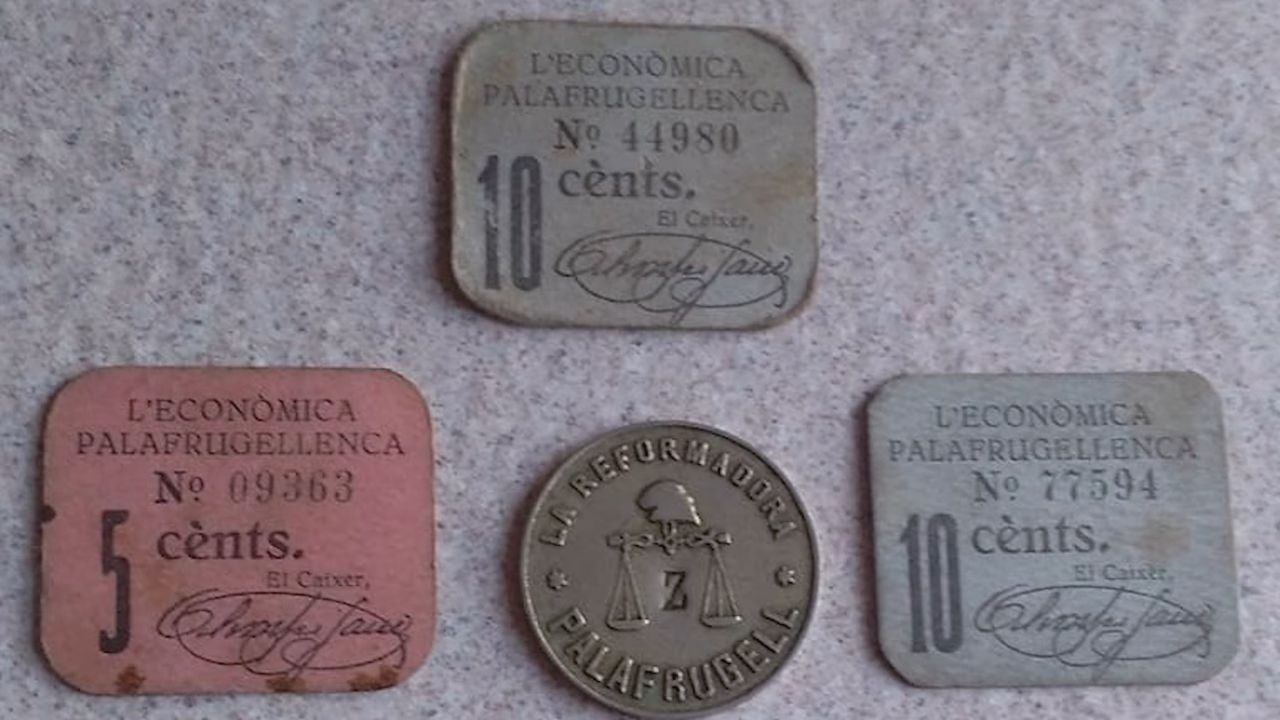 L'ECONÒMICA
PALAFRUGELLENCA
Nº 44980
10 cènts.
El Caixer,
L'ECONÒMICA
PALAFRUGELLENCA
Nº 09363
5 cènts.
El Caixer,
LA REFORMADORA
Z
PALAFRUGELL
L'ECONÒMICA
PALAFRUGELLENCA
Nº 77594
10 cènts.
El Caixer,